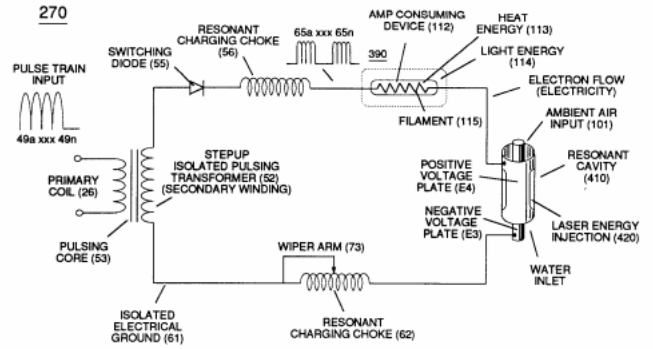 270
PULSE TRAIN
INPUT
49a xxx 49n
SWITCHING
DIODE (55)
RESONANT
CHARGING CHOKE
(56)
65a xxx 65n
390
AMP CONSUMING
DEVICE (112)
HEAT
ENERGY (113)
LIGHT ENERGY
(114)
ELECTRON FLOW
(ELECTRICITY)
FILAMENT (115)
AMBIENT AIR
INPUT (101)
RESONANT
CAVITY (410)
POSITIVE
VOLTAGE
PLATE (E4)
NEGATIVE
VOLTAGE
PLATE (E3)
LASER ENERGY
INJECTION (420)
WATER
INLET
PRIMARY
COIL (26)
STEPUP
ISOLATED PULSING
TRANSFORMER (52)
(SECONDARY WINDING)
PULSING
CORE (53)
WIPER ARM (73)
ISOLATED
ELECTRICAL
GROUND (61)
RESONANT
CHARGING CHOKE (62)